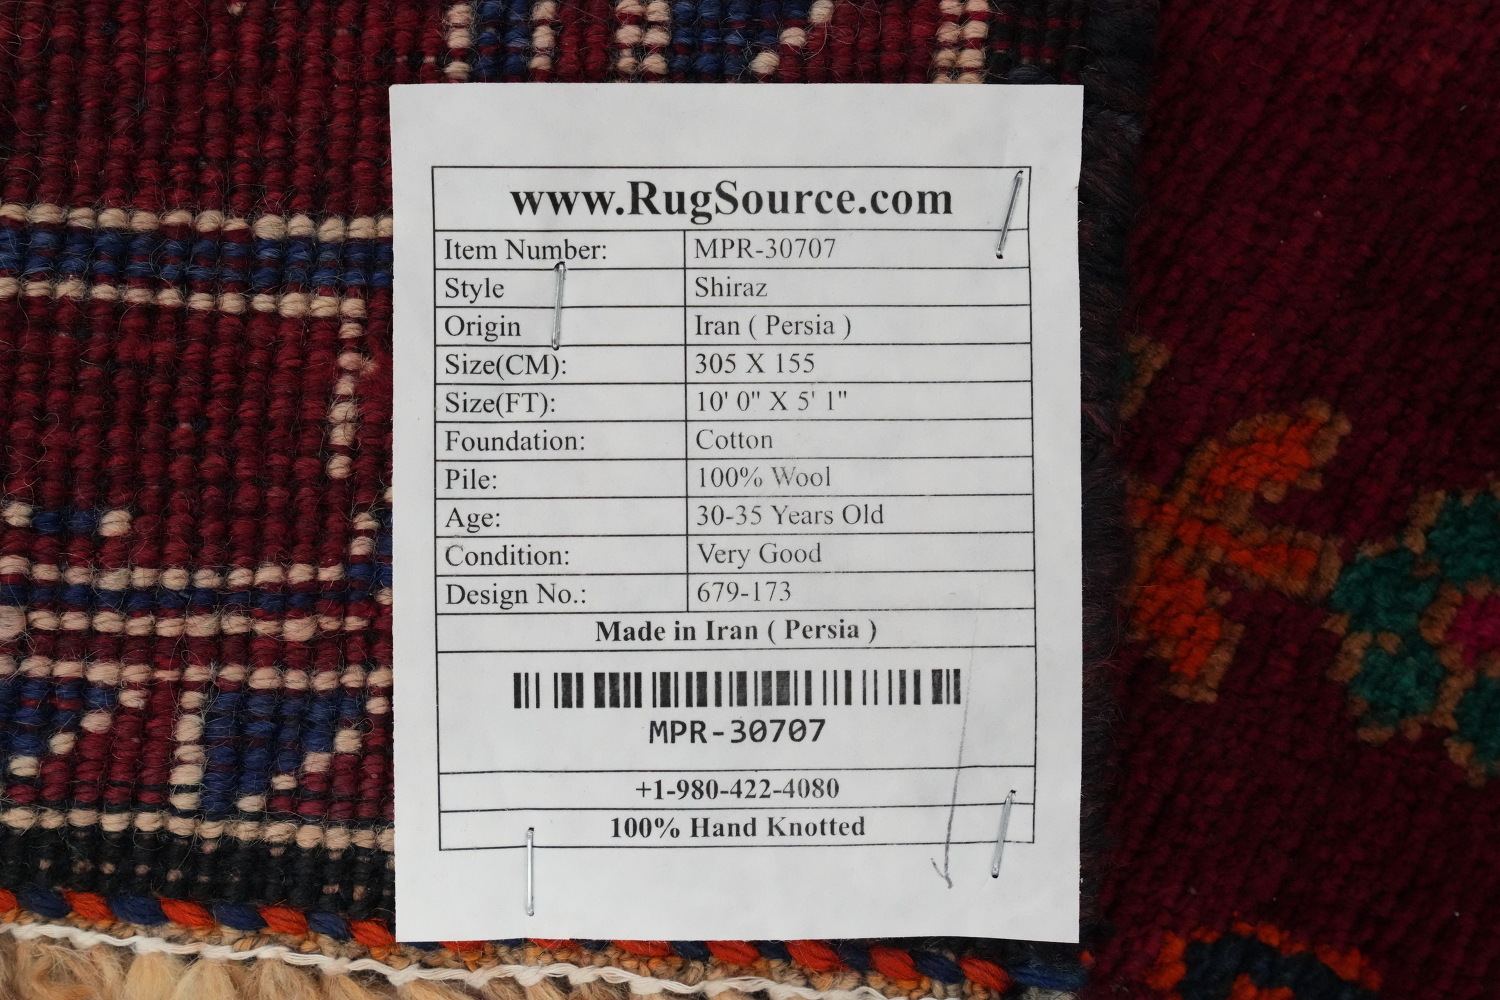 www.RugSource.com
Item Number: MPR-30707
Style Shiraz
Origin Iran ( Persia )
Size(CM): 305 X 155
Size(FT): 10' 0" X 5' 1"
Foundation: Cotton
Pile: 100% Wool
Age: 30-35 Years Old
Condition: Very Good
Design No.: 679-173
Made in Iran ( Persia )
MPR-30707
+1-980-422-4080
100% Hand Knotted